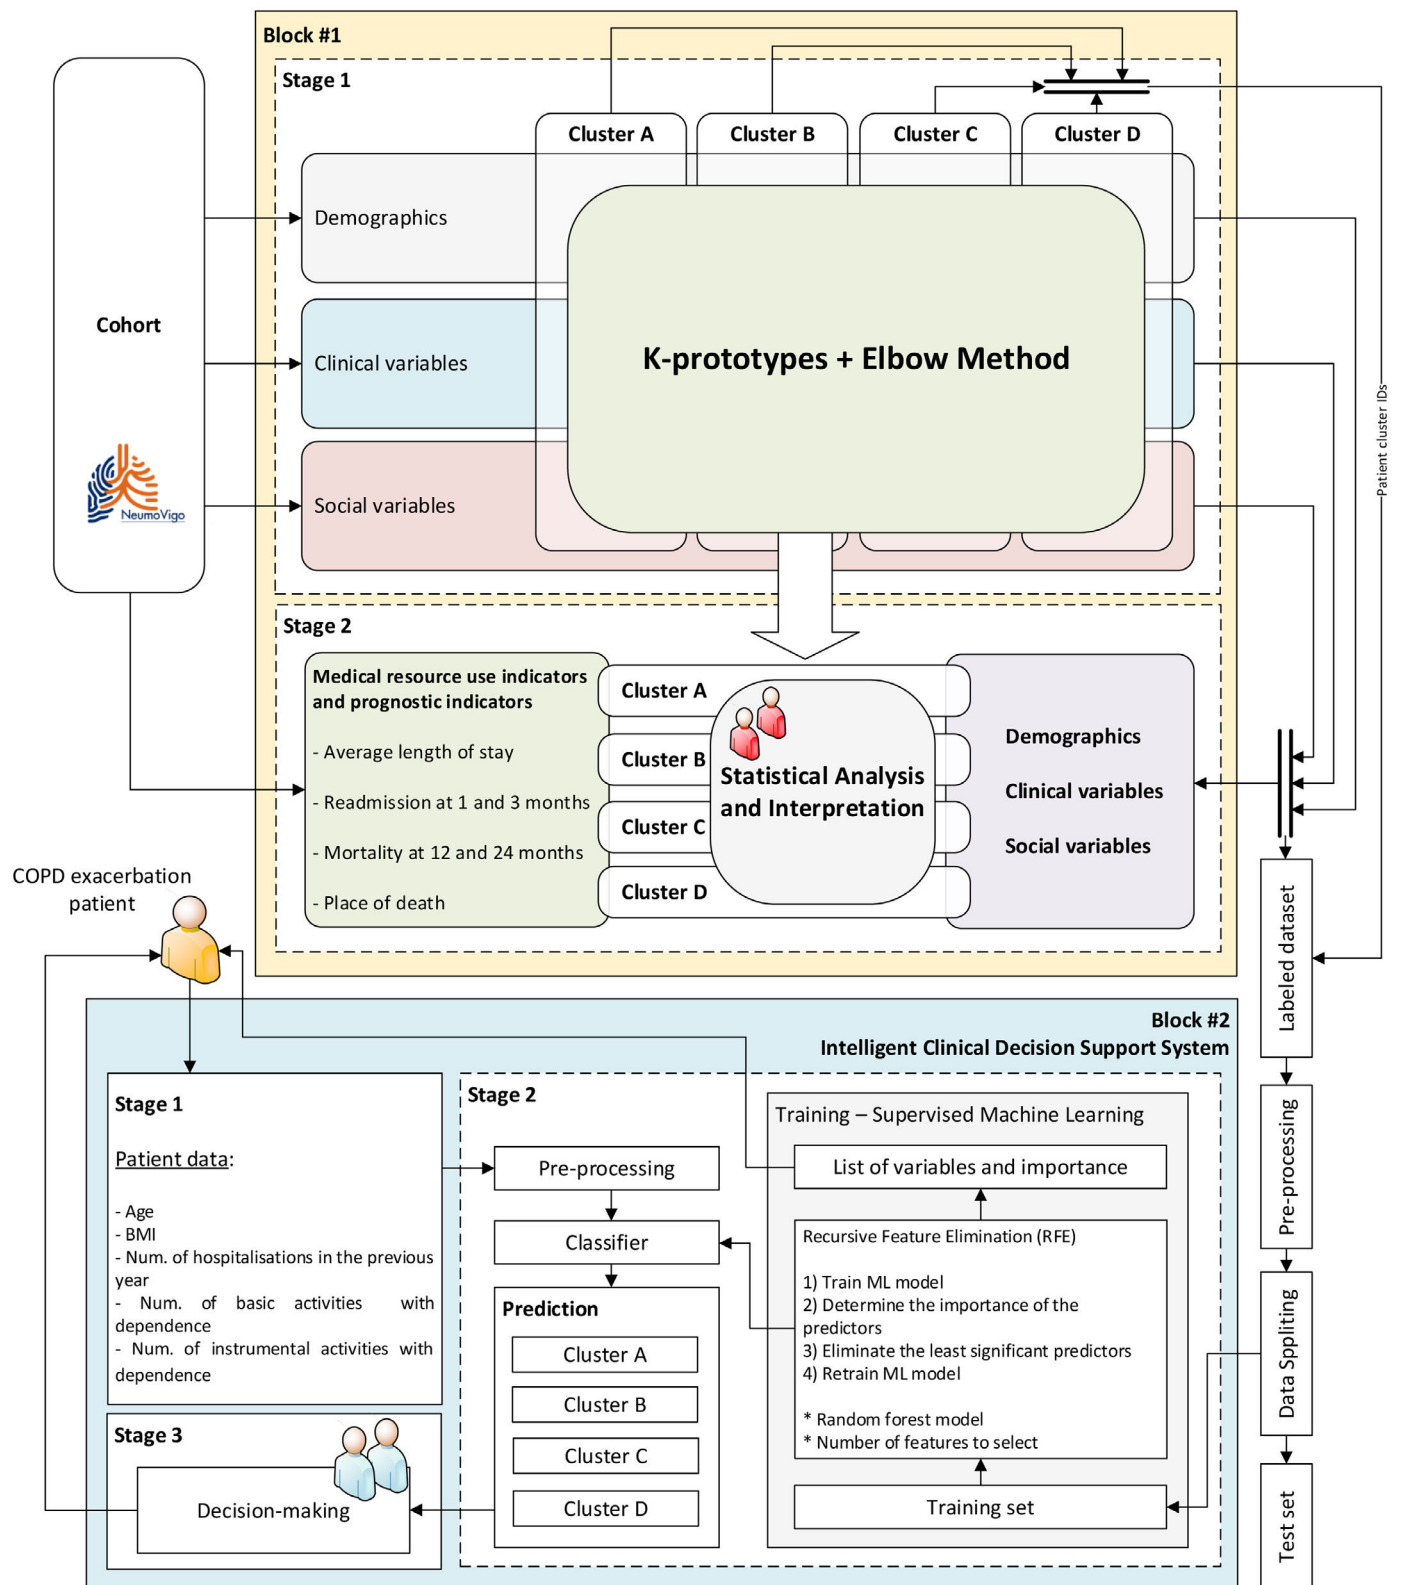 Block #1
Stage 1
Cluster A
Cluster B
Cluster C
Cluster D
Demographics
Clinical variables
Social variables
K-prototypes + Elbow Method
Cohort
NeumoVigo
Patient cluster IDs
Stage 2
Medical resource use indicators
and prognostic indicators
- Average length of stay
- Readmission at 1 and 3 months
- Mortality at 12 and 24 months
- Place of death
Cluster A
Cluster B
Cluster C
Cluster D
Statistical Analysis
and Interpretation
Demographics
Clinical variables
Social variables
COPD exacerbation
patient
Labeled dataset
Pre-processing
Data Sppliting
Test set
Block #2
Intelligent Clinical Decision Support System
Stage 1
Patient data:
- Age
- BMI
- Num. of hospitalisations in the previous
year
- Num. of basic activities with
dependence
- Num. of instrumental activities with
dependence
Stage 2
Pre-processing
Classifier
Prediction
Cluster A
Cluster B
Cluster C
Cluster D
Training – Supervised Machine Learning
List of variables and importance
Recursive Feature Elimination (RFE)
1) Train ML model
2) Determine the importance of the
predictors
3) Eliminate the least significant predictors
4) Retrain ML model
* Random forest model
* Number of features to select
Training set
Stage 3
Decision-making